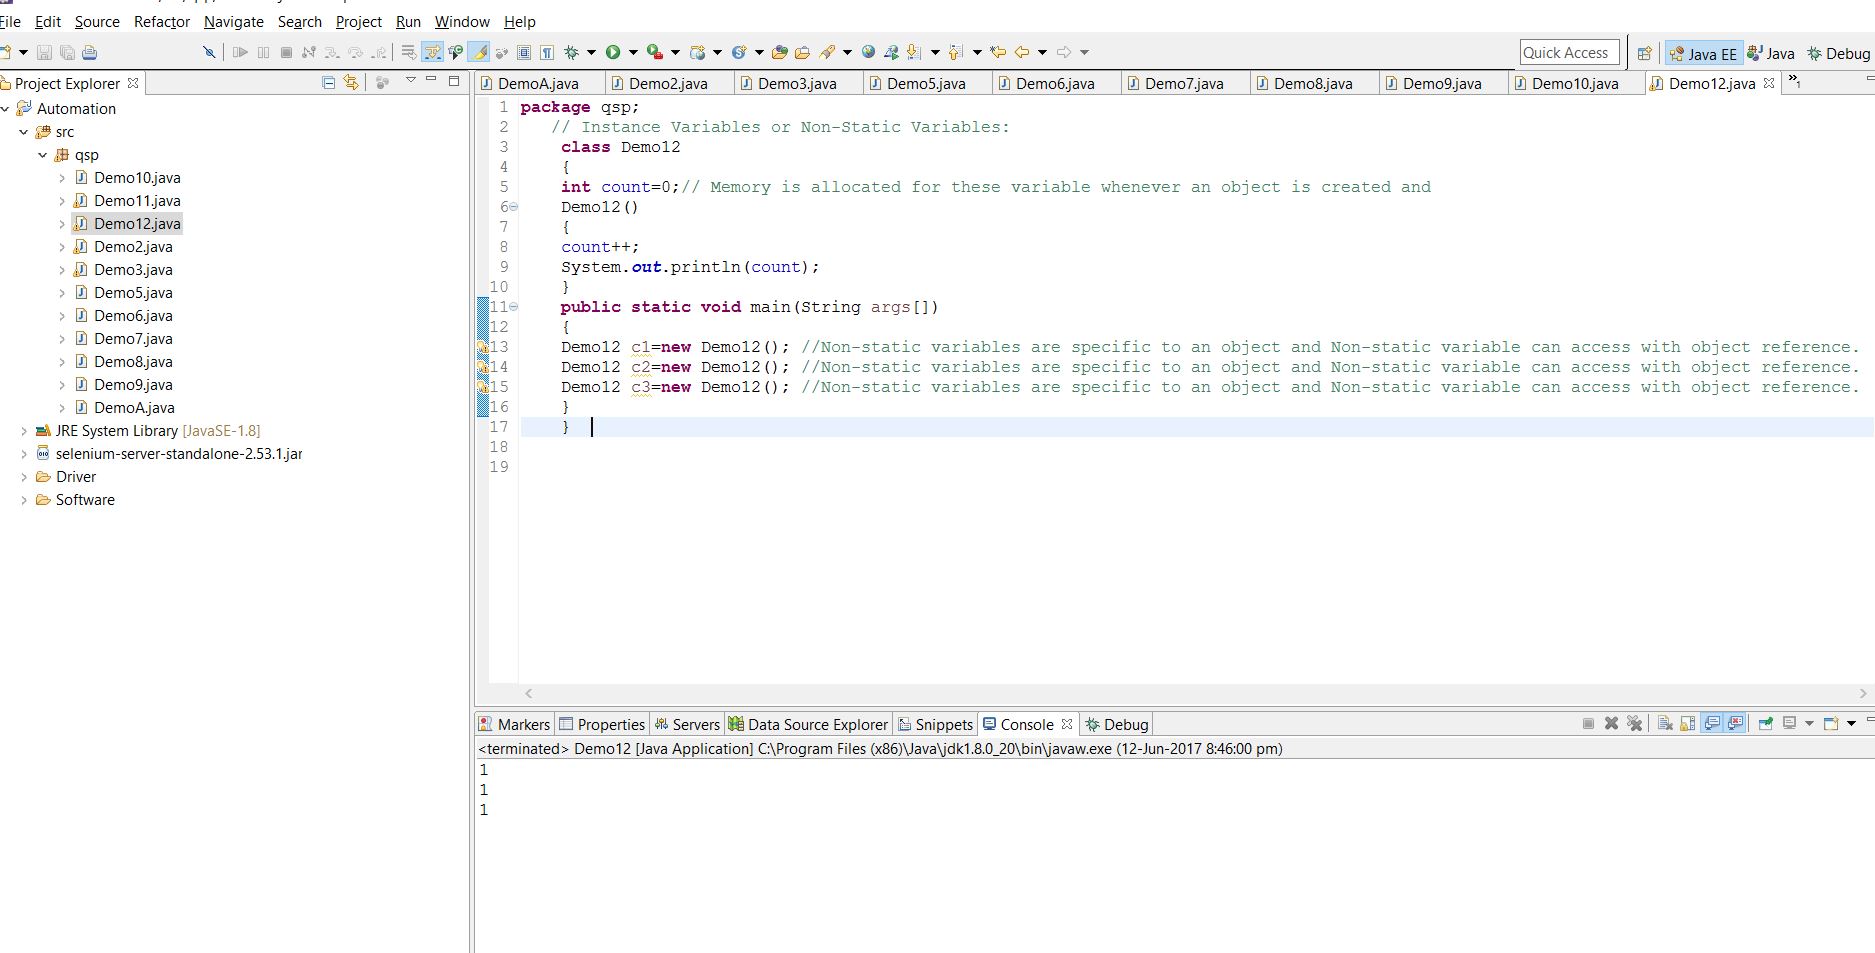 File Edit Source Refactor Navigate Search Project Run Window Help
Quick Access Java EE Java Debug
Project Explorer
Automation
src
qsp
Demo10.java
Demo11.java
Demo12.java
Demo2.java
Demo3.java
Demo5.java
Demo6.java
Demo7.java
Demo8.java
Demo9.java
DemoA.java
JRE System Library [JavaSE-1.8]
selenium-server-standalone-2.53.1.jar
Driver
Software
DemoA.java Demo2.java Demo3.java Demo5.java Demo6.java Demo7.java Demo8.java Demo9.java Demo10.java Demo12.java »1
1 package qsp;
2 // Instance Variables or Non-Static Variables:
3 class Demo12
4 {
5 int count=0;// Memory is allocated for these variable whenever an object is created and
6 Demo12()
7 {
8 count++;
9 System.out.println(count);
10 }
11 public static void main(String args[])
12 {
13 Demo12 c1=new Demo12(); //Non-static variables are specific to an object and Non-static variable can access with object reference.
14 Demo12 c2=new Demo12(); //Non-static variables are specific to an object and Non-static variable can access with object reference.
15 Demo12 c3=new Demo12(); //Non-static variables are specific to an object and Non-static variable can access with object reference.
16 }
17 }
18
19
Markers Properties Servers Data Source Explorer Snippets Console Debug
<terminated> Demo12 [Java Application] C:\Program Files (x86)\Java\jdk1.8.0_20\bin\javaw.exe (12-Jun-2017 8:46:00 pm)
1
1
1